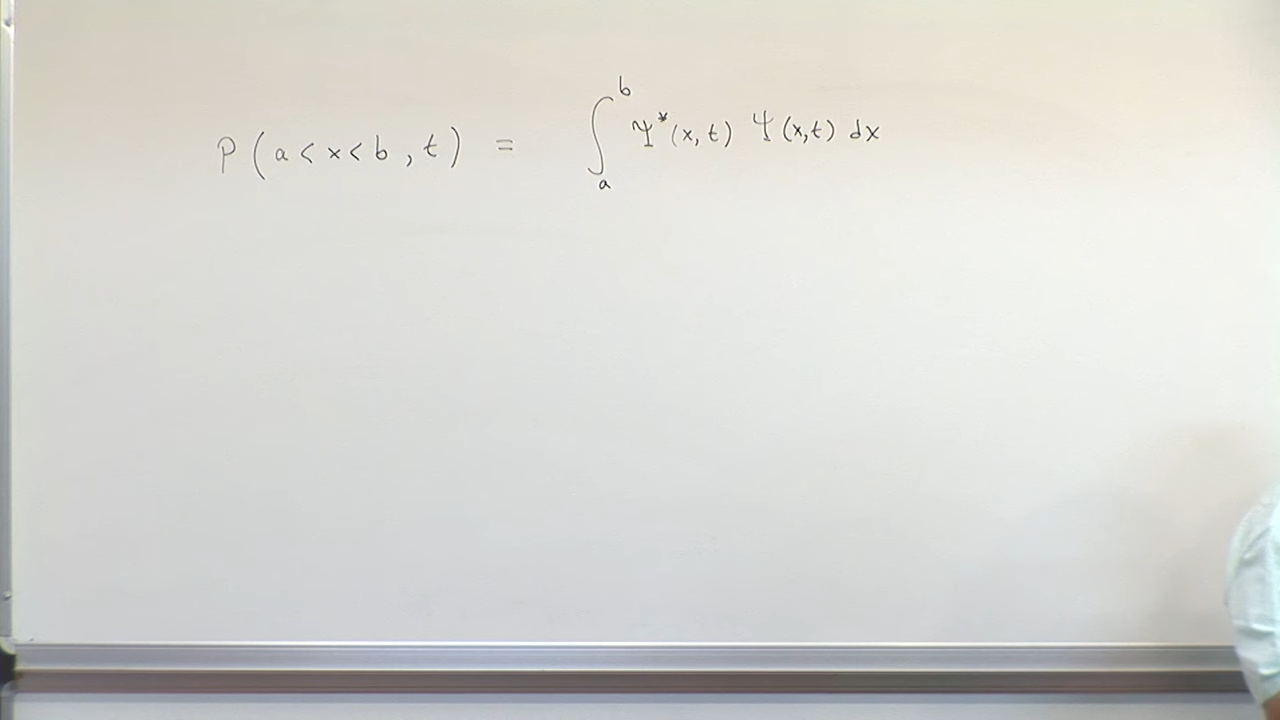 P(a<x<b,t) = ∫_a^b Ψ*(x,t) Ψ(x,t) dx